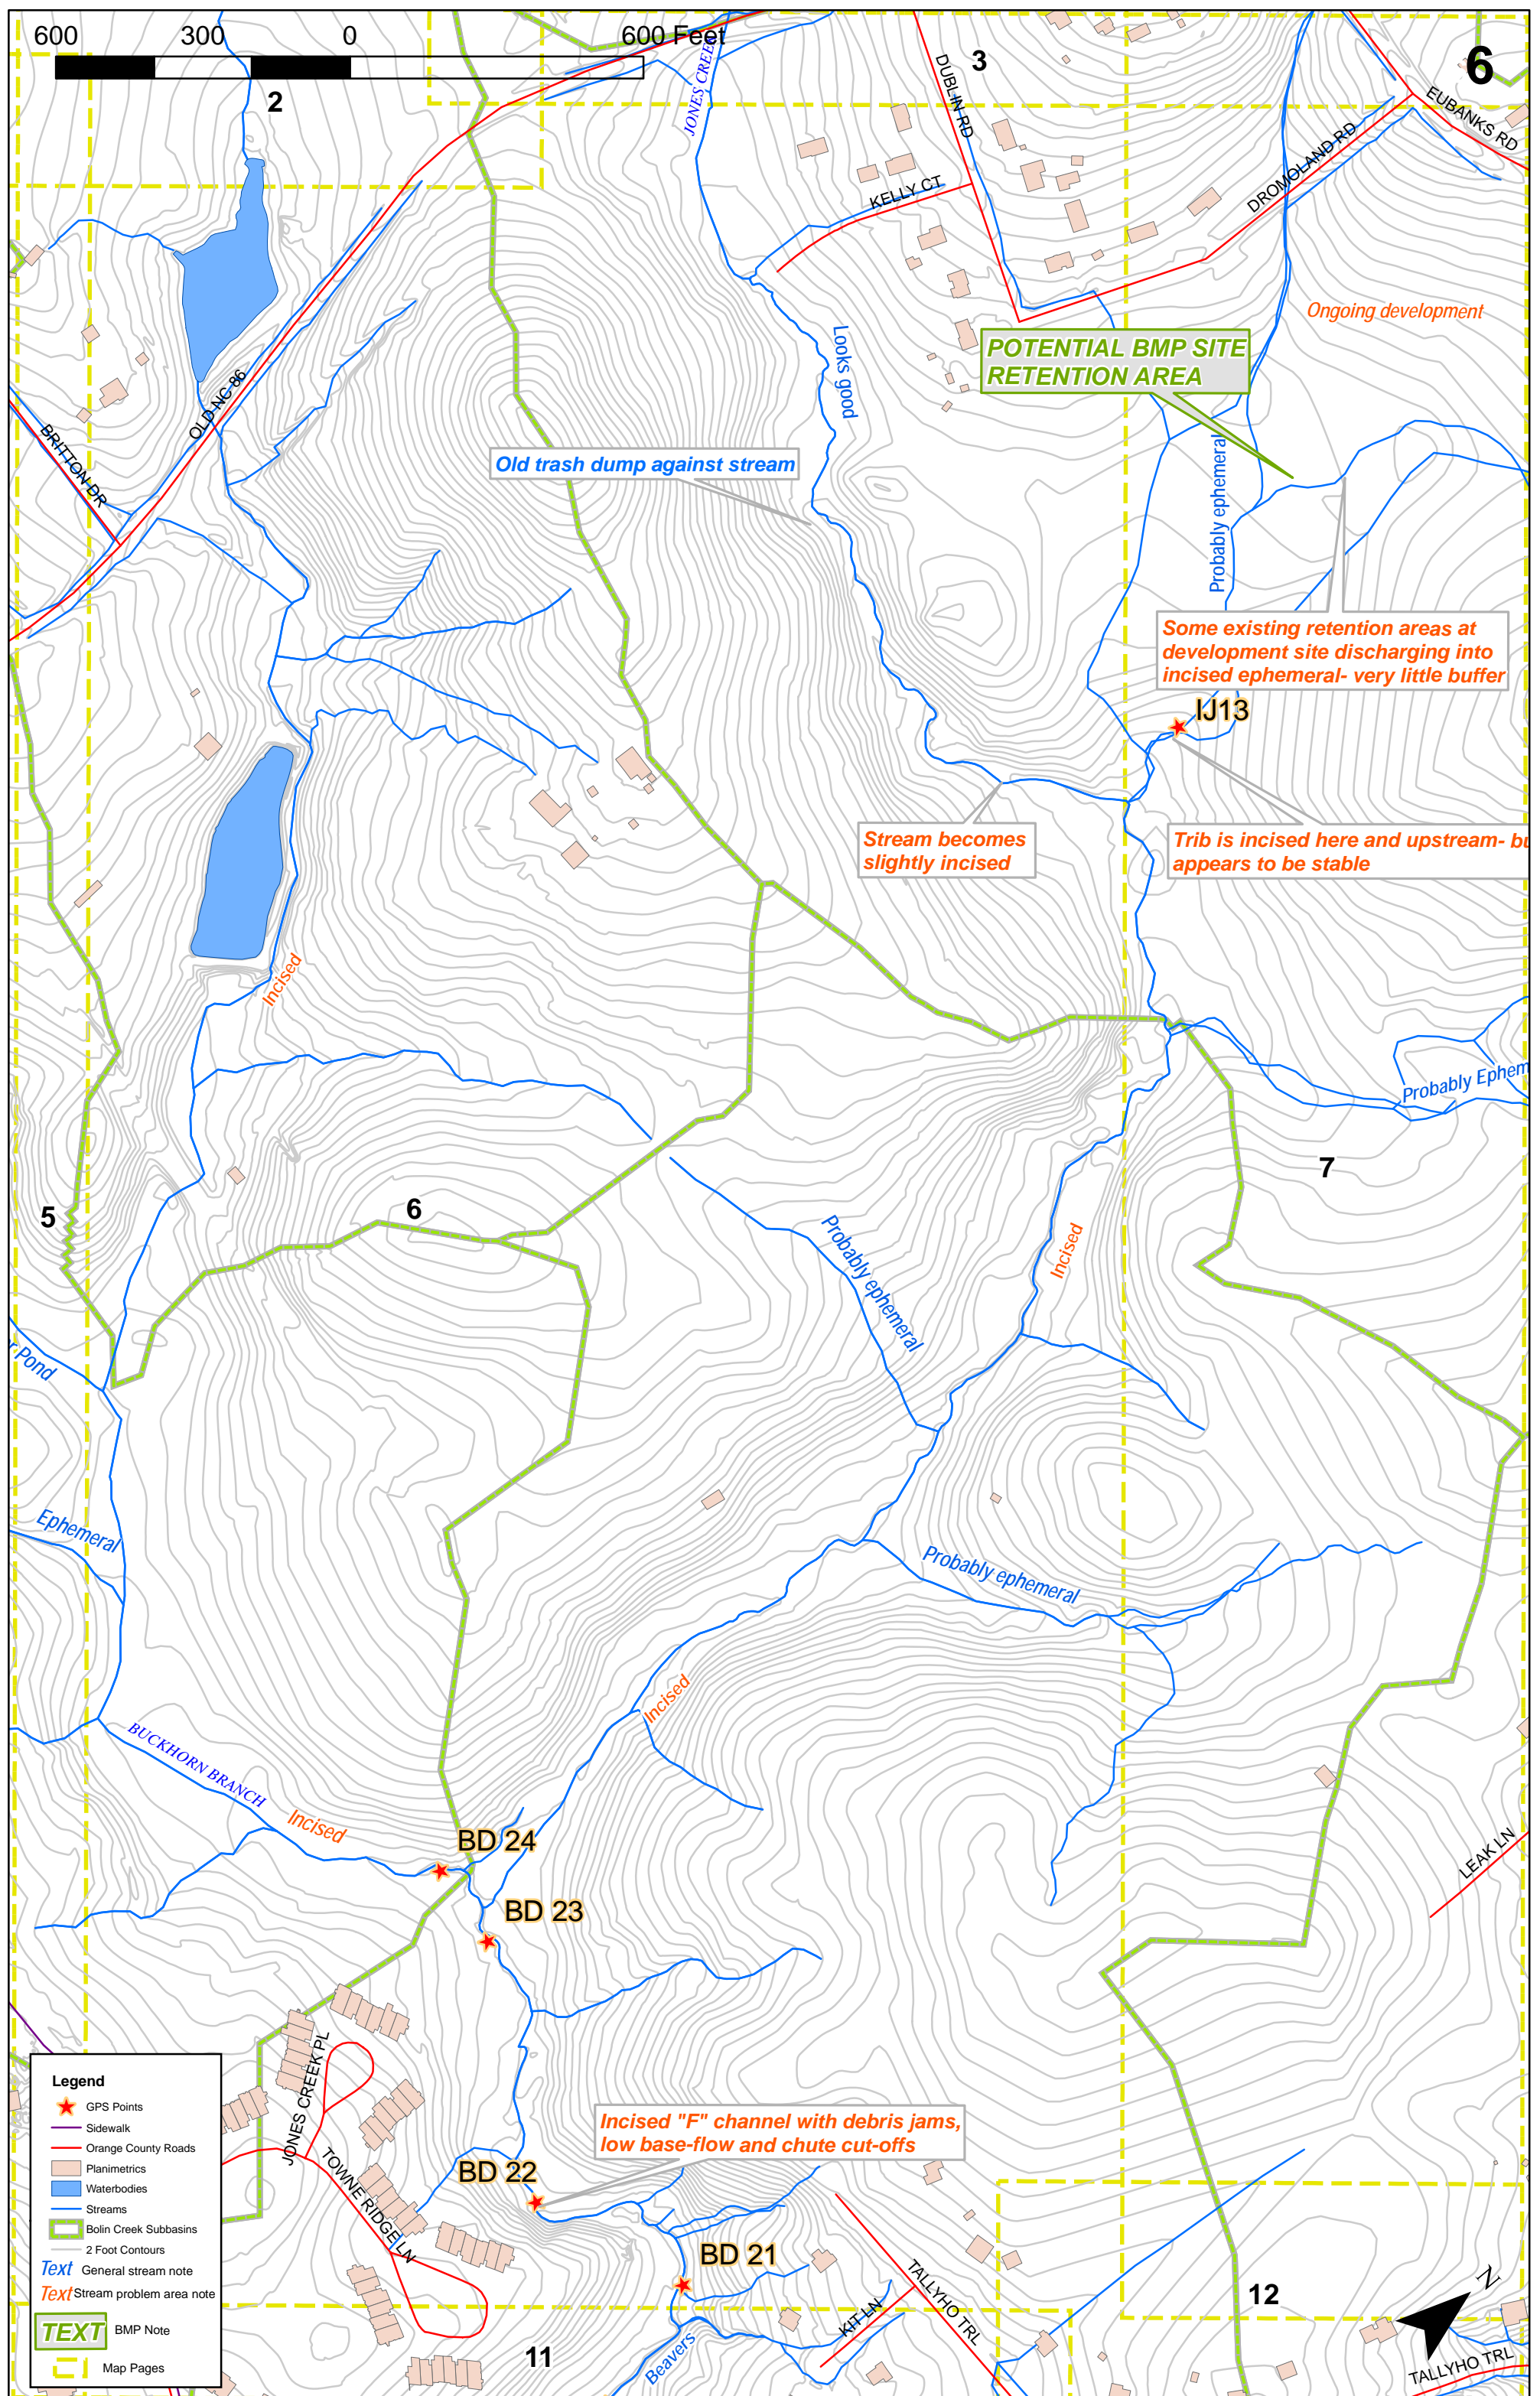 600 300 0 600 Feet
2
3
6
JONES CREEK
DUBLIN RD
EUBANKS RD
DROMOLAND RD
KELLY CT
Ongoing development
POTENTIAL BMP SITE
RETENTION AREA
Looks good
OLD NC 86
BRITTON DR
Old trash dump against stream
Probably ephemeral
Some existing retention areas at
development site discharging into
incised ephemeral- very little buffer
IJ13
Stream becomes
slightly incised
Trib is incised here and upstream-
appears to be stable
Incised
Probably Ephem
7
5
6
Probably ephemeral
Incised
Pond
Ephemeral
Probably ephemeral
Incised
BUCKHORN BRANCH
Incised
BD 24
BD 23
LEAK LN
JONES CREEK PL
TOWNE RIDGE LN
Incised "F" channel with debris jams,
low base-flow and chute cut-offs
BD 22
BD 21
TALLYHO TRL
KIT LN
Beavers
11
12
N
TALLYHO TRL
Legend
GPS Points
Sidewalk
Orange County Roads
Planimetrics
Waterbodies
Streams
Bolin Creek Subbasins
2 Foot Contours
Text General stream note
Text Stream problem area note
TEXT BMP Note
Map Pages